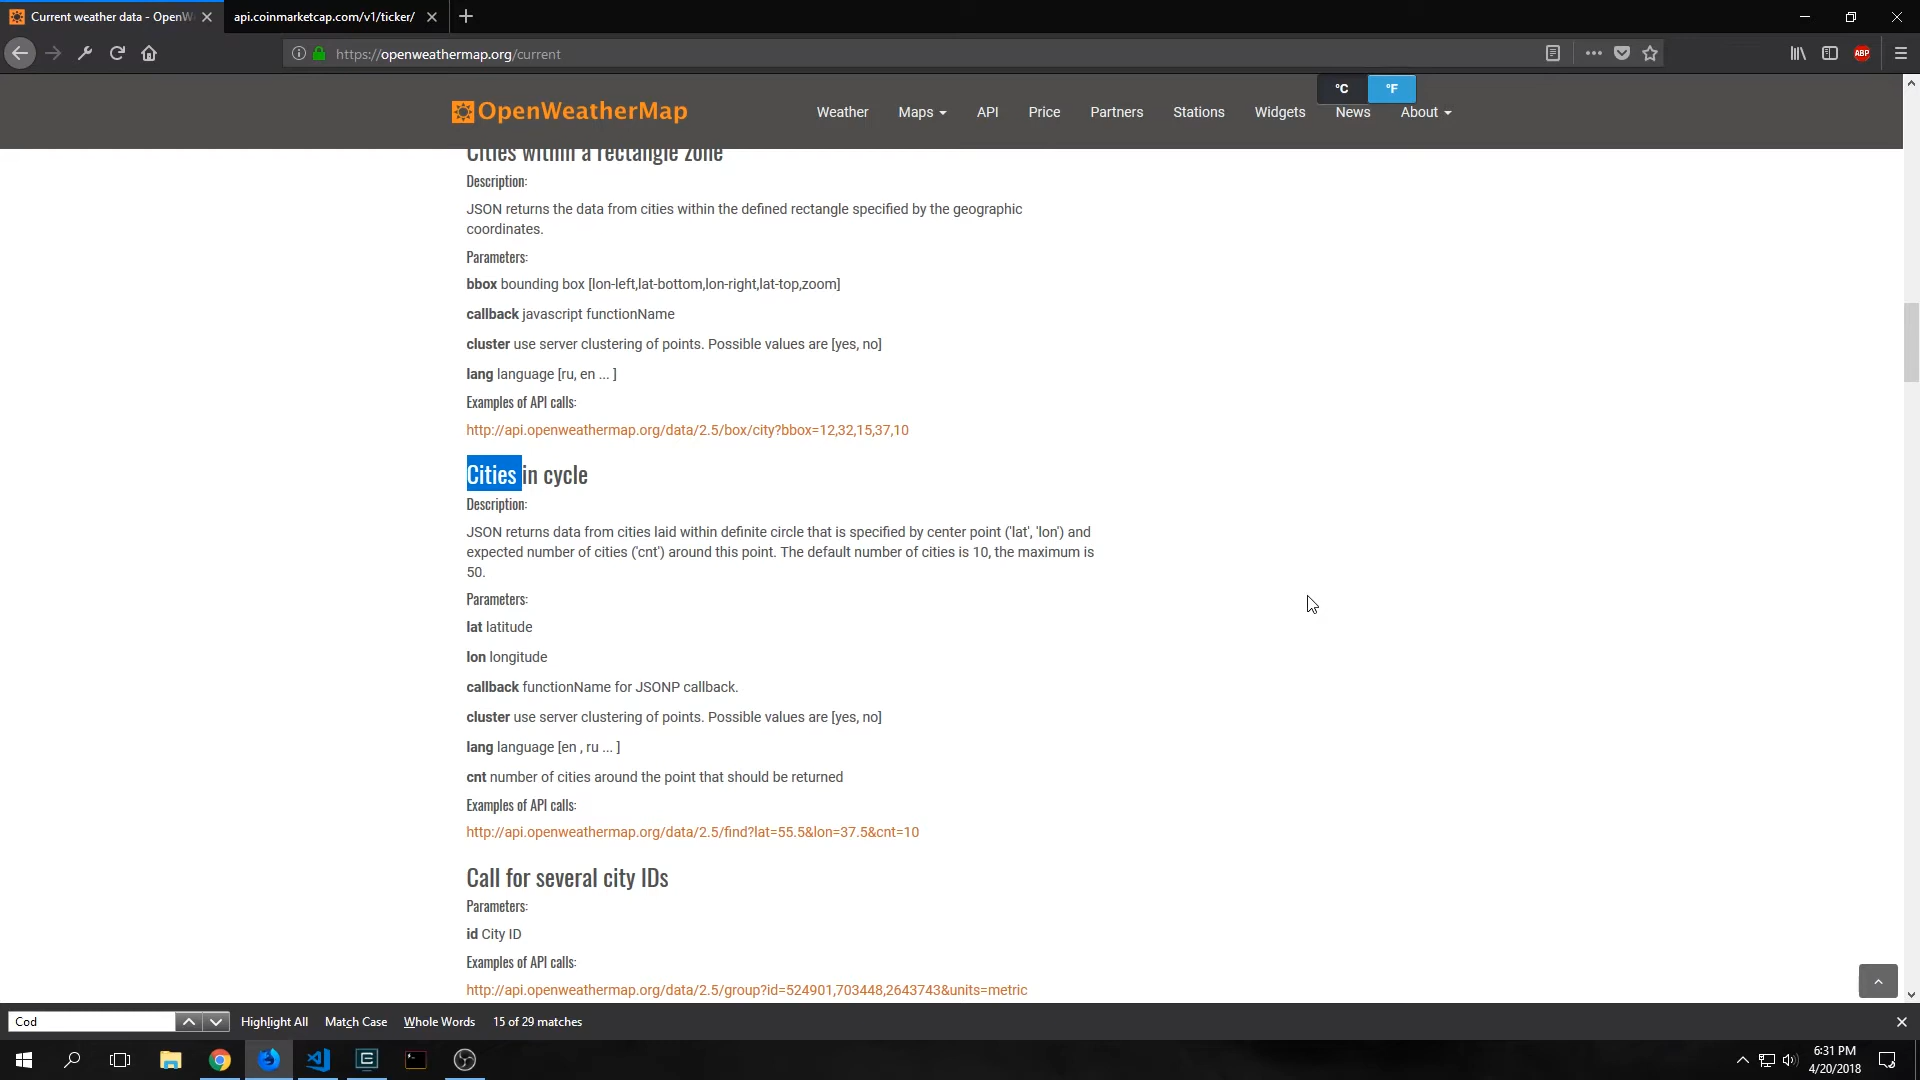 Current weather data - OpenW
api.coinmarketcap.com/v1/ticker/
https://openweathermap.org/current
ABP
°C
°F
OpenWeatherMap
Weather
Maps
API
Price
Partners
Stations
Widgets
News
About
Cities within a rectangle zone
Description:
JSON returns the data from cities within the defined rectangle specified by the geographic
coordinates.
Parameters:
bbox bounding box [lon-left,lat-bottom,lon-right,lat-top,zoom]
callback javascript functionName
cluster use server clustering of points. Possible values are [yes, no]
lang language [ru, en ... ]
Examples of API calls:
http://api.openweathermap.org/data/2.5/box/city?bbox=12,32,15,37,10
Cities in cycle
Description:
JSON returns data from cities laid within definite circle that is specified by center point ('lat', 'lon') and
expected number of cities ('cnt') around this point. The default number of cities is 10, the maximum is
50.
Parameters:
lat latitude
lon longitude
callback functionName for JSONP callback.
cluster use server clustering of points. Possible values are [yes, no]
lang language [en , ru ... ]
cnt number of cities around the point that should be returned
Examples of API calls:
http://api.openweathermap.org/data/2.5/find?lat=55.5&lon=37.5&cnt=10
Call for several city IDs
Parameters:
id City ID
Examples of API calls:
http://api.openweathermap.org/data/2.5/group?id=524901,703448,2643743&units=metric
Cod
Highlight All
Match Case
Whole Words
15 of 29 matches
6:31 PM
4/20/2018